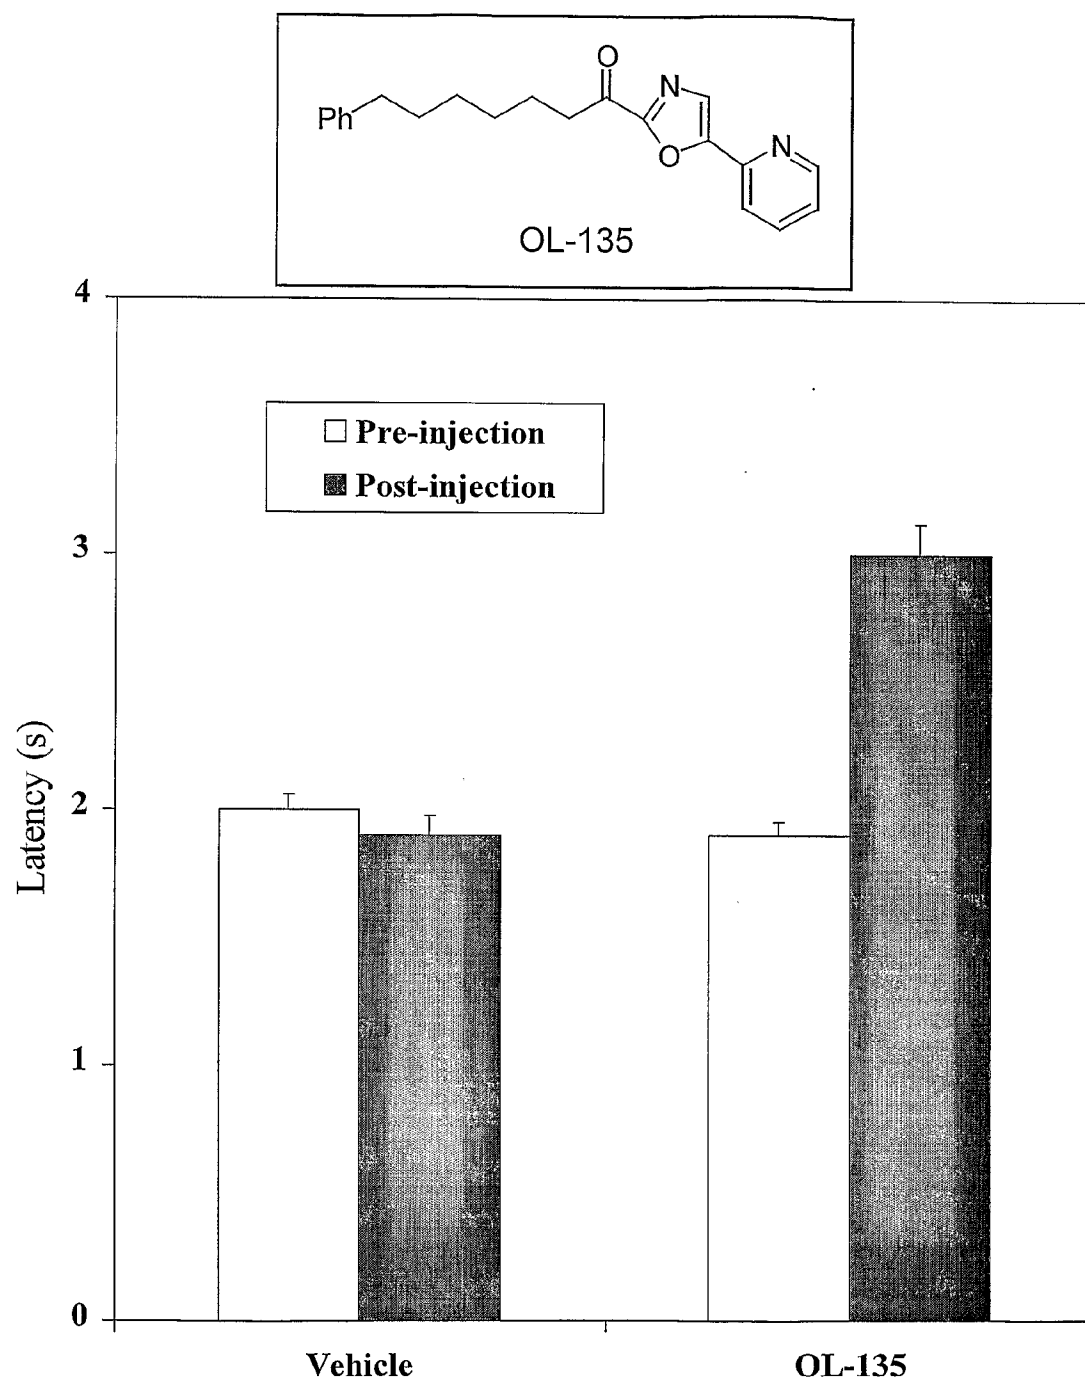 O
N
Ph
O
N
OL-135
4
Pre-injection
Post-injection
3
2
1
0
Latency (s)
Vehicle
OL-135